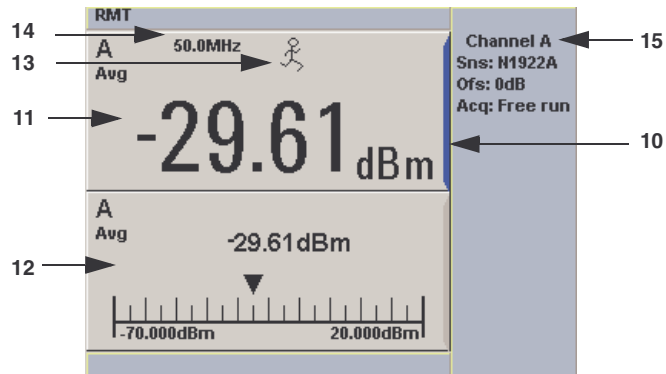 RMT
14
50.0MHz
A
Avg
13
11
-29.61 dBm
Channel A
Sns: N1922A
Ofs: 0dB
Acq: Free run
15
10
A
Avg
-29.61dBm
12
-70.000dBm
20.000dBm